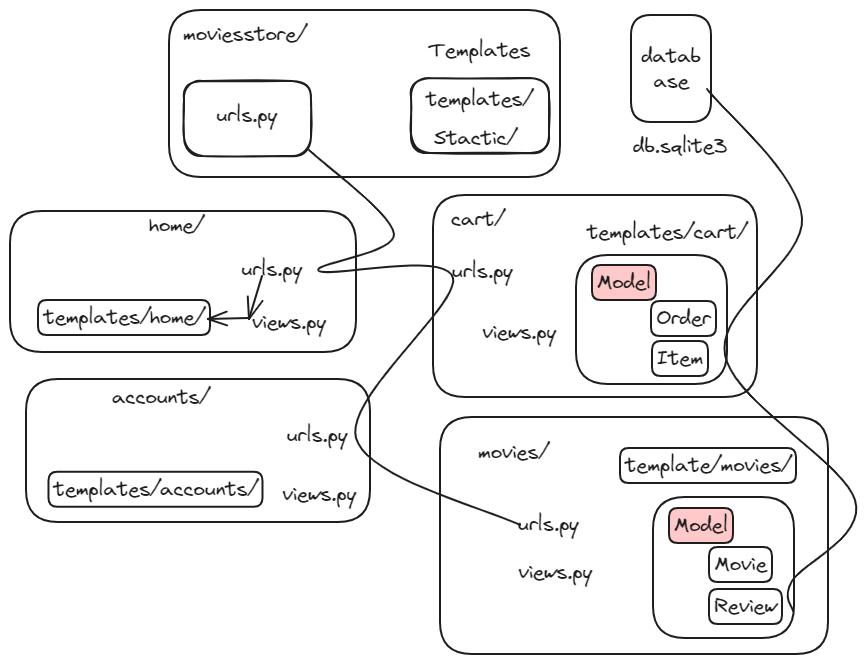 moviesstore/
Templates
urls.py
templates/
Stactic/
datab
ase
db.sqlite3
home/
urls.py
templates/home/
views.py
cart/
templates/cart/
urls.py
Model
Order
views.py
Item
accounts/
urls.py
templates/accounts/
views.py
movies/
template/movies/
urls.py
Model
views.py
Movie
Review